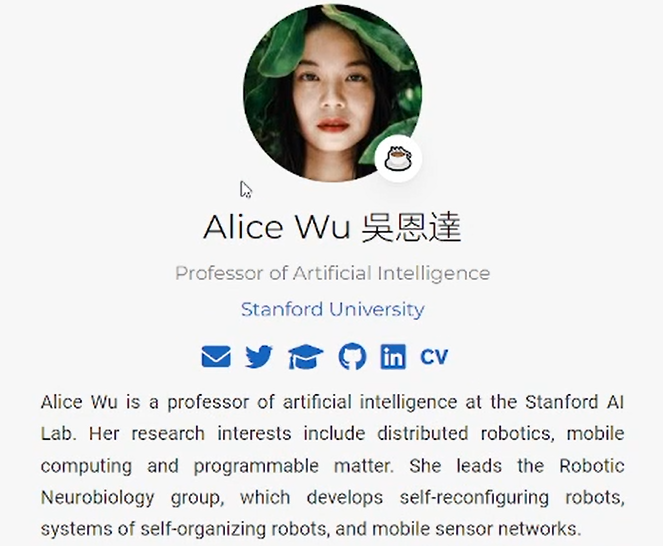 Alice Wu 吳恩達
Professor of Artificial Intelligence
Stanford University
CV
Alice Wu is a professor of artificial intelligence at the Stanford AI
Lab. Her research interests include distributed robotics, mobile
computing and programmable matter. She leads the Robotic
Neurobiology group, which develops self-reconfiguring robots,
systems of self-organizing robots, and mobile sensor networks.